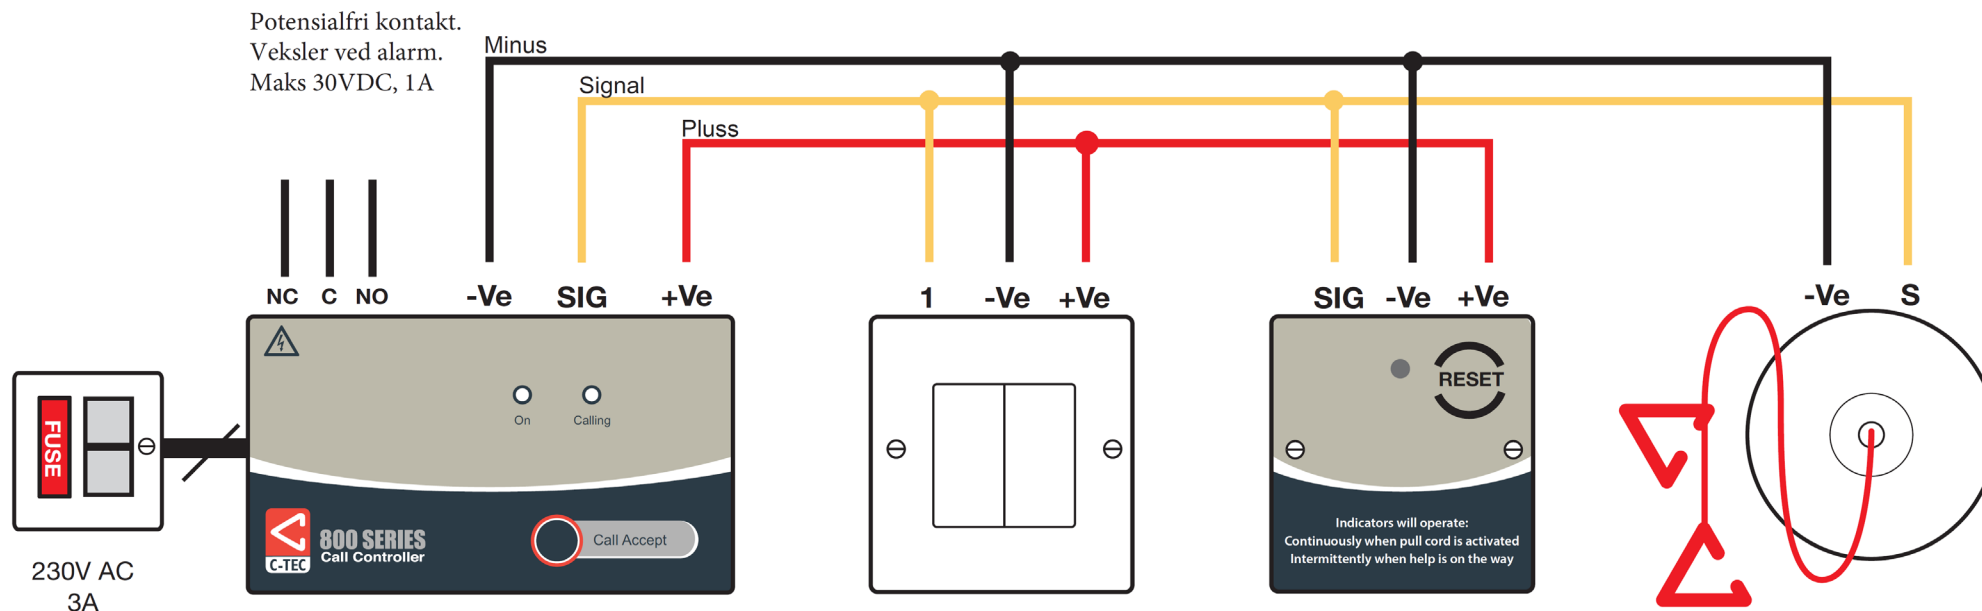 Potensialfri kontakt.
Veksler ved alarm.
Maks 30VDC, 1A
Minus
Signal
Pluss
NC C NO -Ve SIG +Ve
1 -Ve +Ve
SIG -Ve +Ve
-Ve S
FUSE
230V AC
3A
On Calling
C-TEC
800 SERIES
Call Controller
Call Accept
RESET
Indicators will operate:
Continuously when pull cord is activated
Intermittently when help is on the way